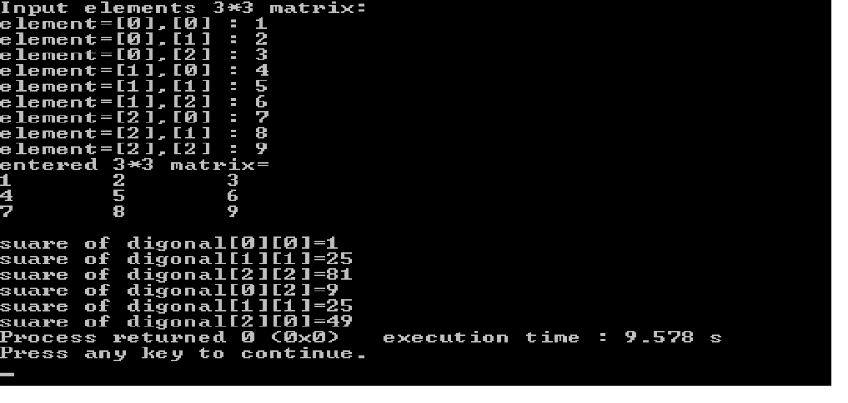 Input elements 3*3 matrix:
element=[0],[0] : 1
element=[0],[1] : 2
element=[0],[2] : 3
element=[1],[0] : 4
element=[1],[1] : 5
element=[1],[2] : 6
element=[2],[0] : 7
element=[2],[1] : 8
element=[2],[2] : 9
entered 3*3 matrix=
1 2 3
4 5 6
7 8 9
suare of digonal[0][0]=1
suare of digonal[1][1]=25
suare of digonal[2][2]=81
suare of digonal[0][2]=9
suare of digonal[1][1]=25
suare of digonal[2][0]=49
Process returned 0 (0x0) execution time : 9.578 s
Press any key to continue.